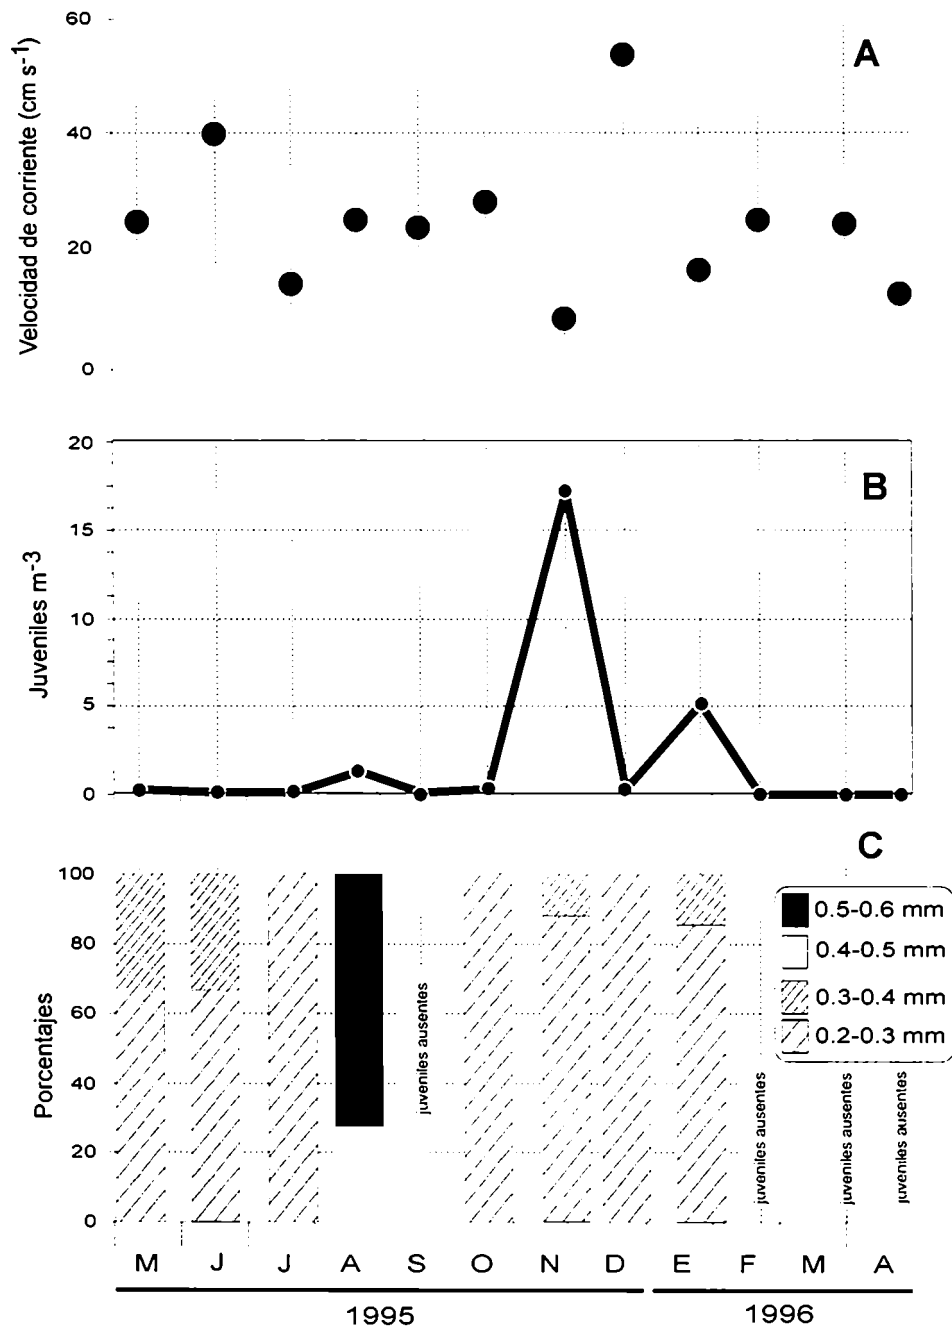 60
A
Velocidad de corriente (cm s-1)
40
20
0
20
B
15
Juveniles m-3
10
5
0
C
100
80
60
40
20
0
Porcentajes
juveniles ausentes
juveniles ausentes
juveniles ausentes
juveniles ausentes
0.5-0.6 mm
0.4-0.5 mm
0.3-0.4 mm
0.2-0.3 mm
M J J A S O N D E F M A
1995 1996